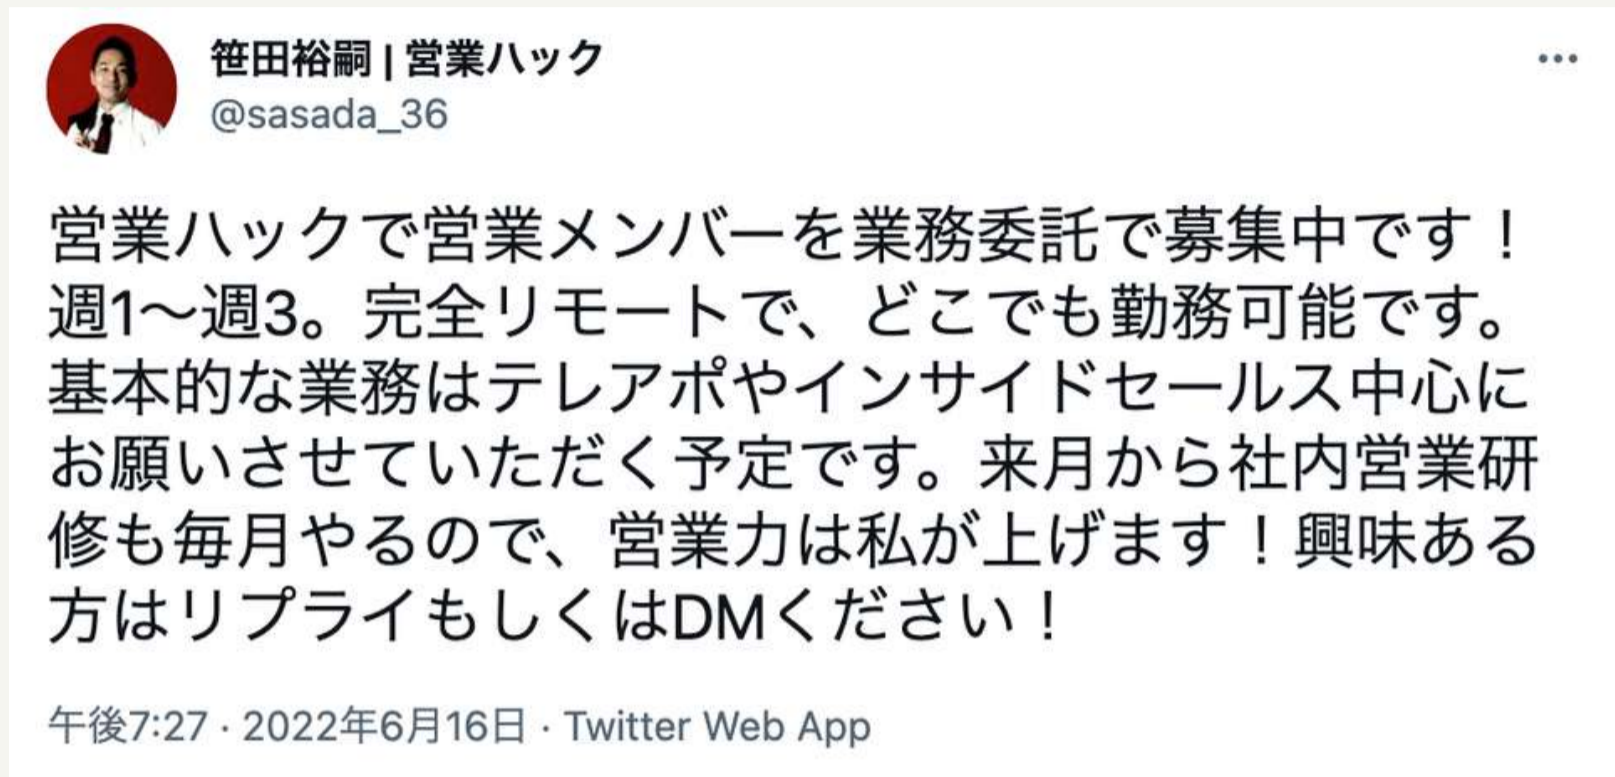 笹田裕嗣 | 営業ハック
@sasada_36
営業ハックで営業メンバーを業務委託で募集中です！
週1〜週3。完全リモートで、どこでも勤務可能です。
基本的な業務はテレアポやインサイドセールス中心に
お願いさせていただく予定です。来月から社内営業研
修も毎月やるので、営業力は私が上げます！興味ある
方はリプライもしくはDMください！
午後7:27 · 2022年6月16日 · Twitter Web App